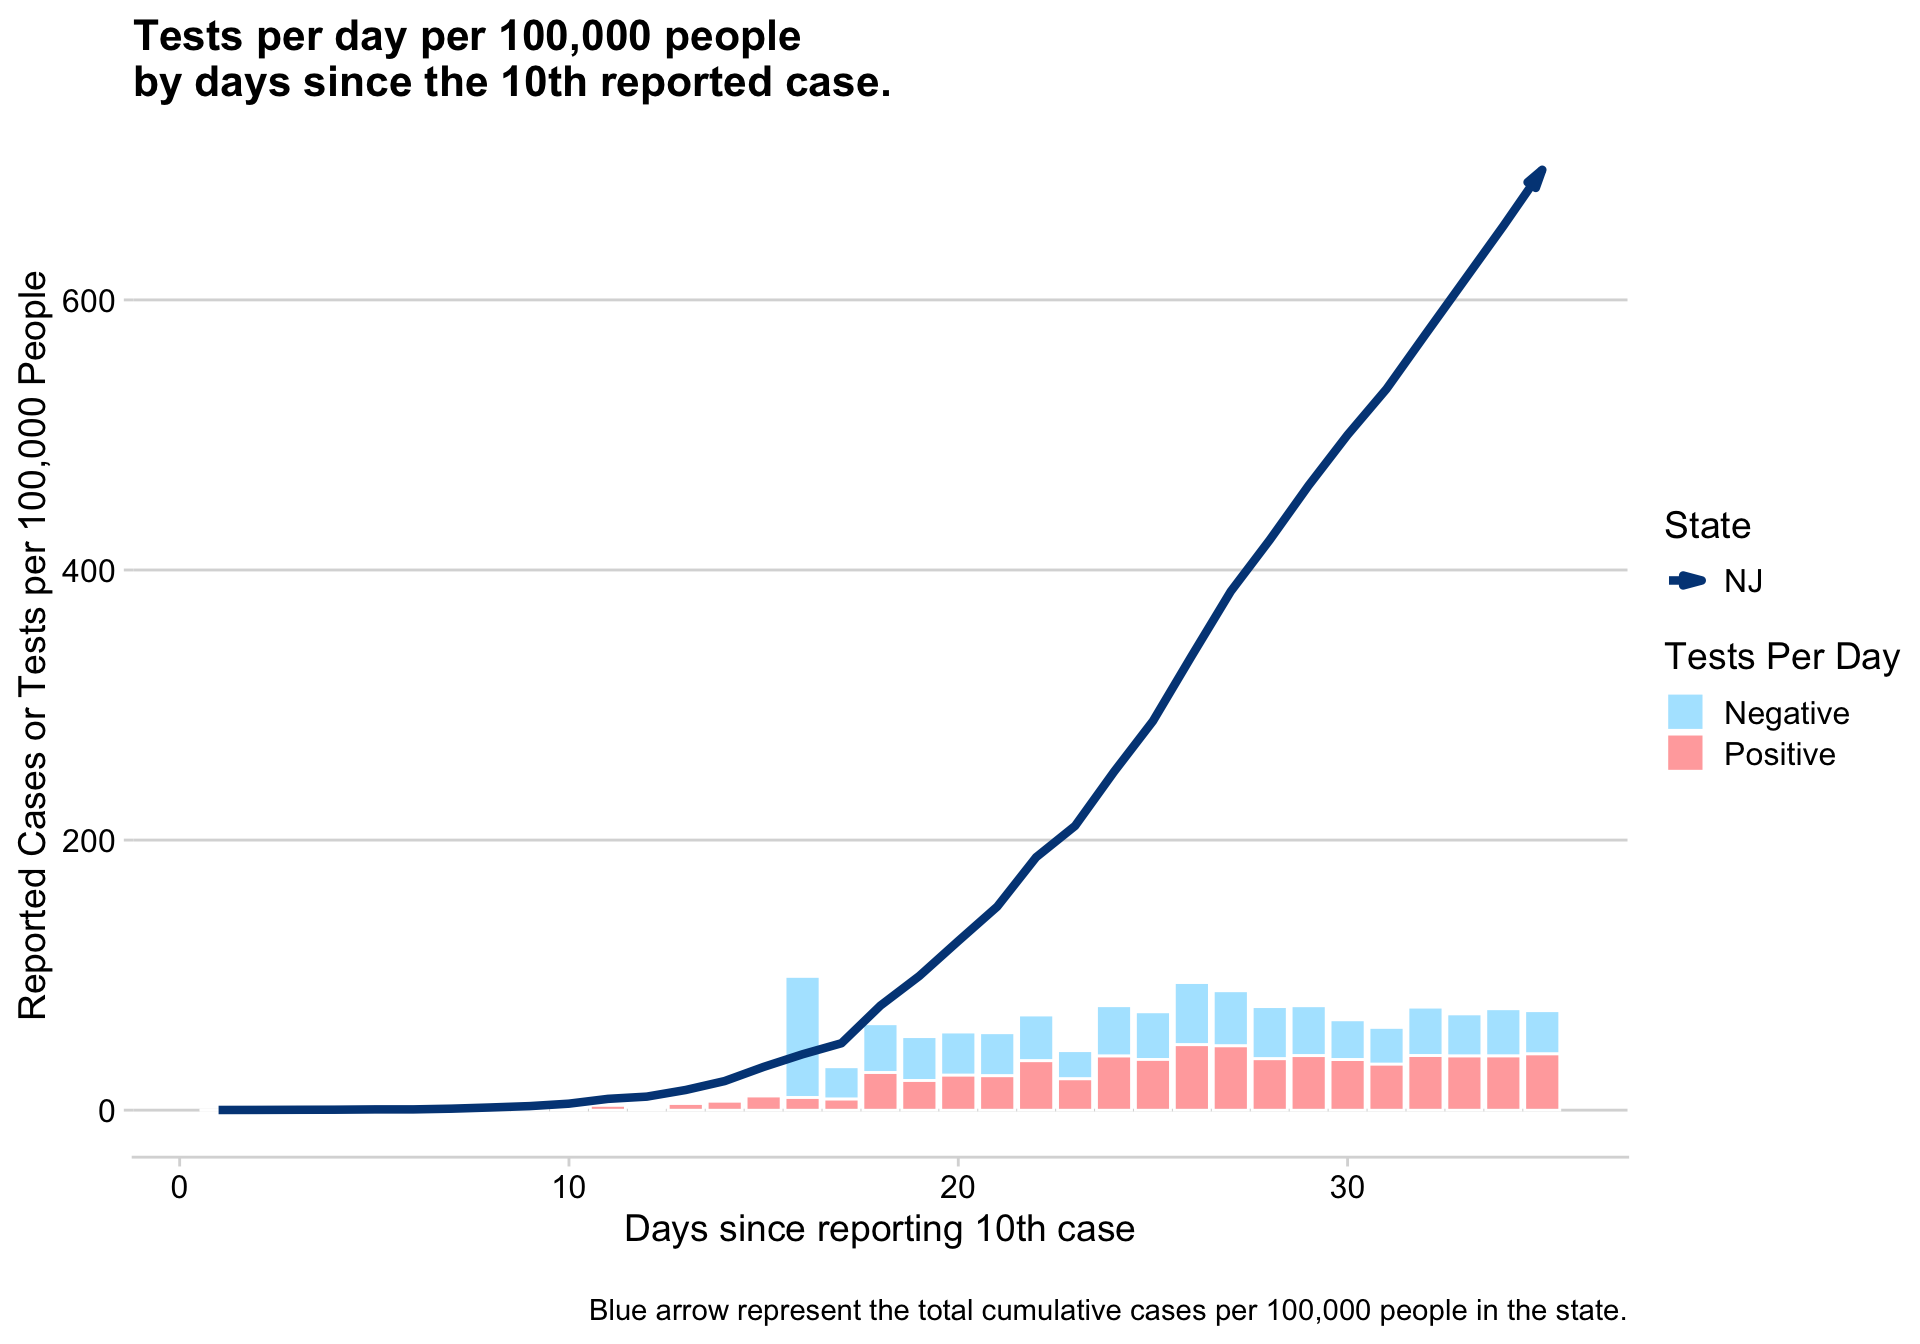 Tests per day per 100,000 people
by days since the 10th reported case.
Reported Cases or Tests per 100,000 People
600
400
200
0
0
10
20
30
Days since reporting 10th case
State
NJ
Tests Per Day
Negative
Positive
Blue arrow represent the total cumulative cases per 100,000 people in the state.